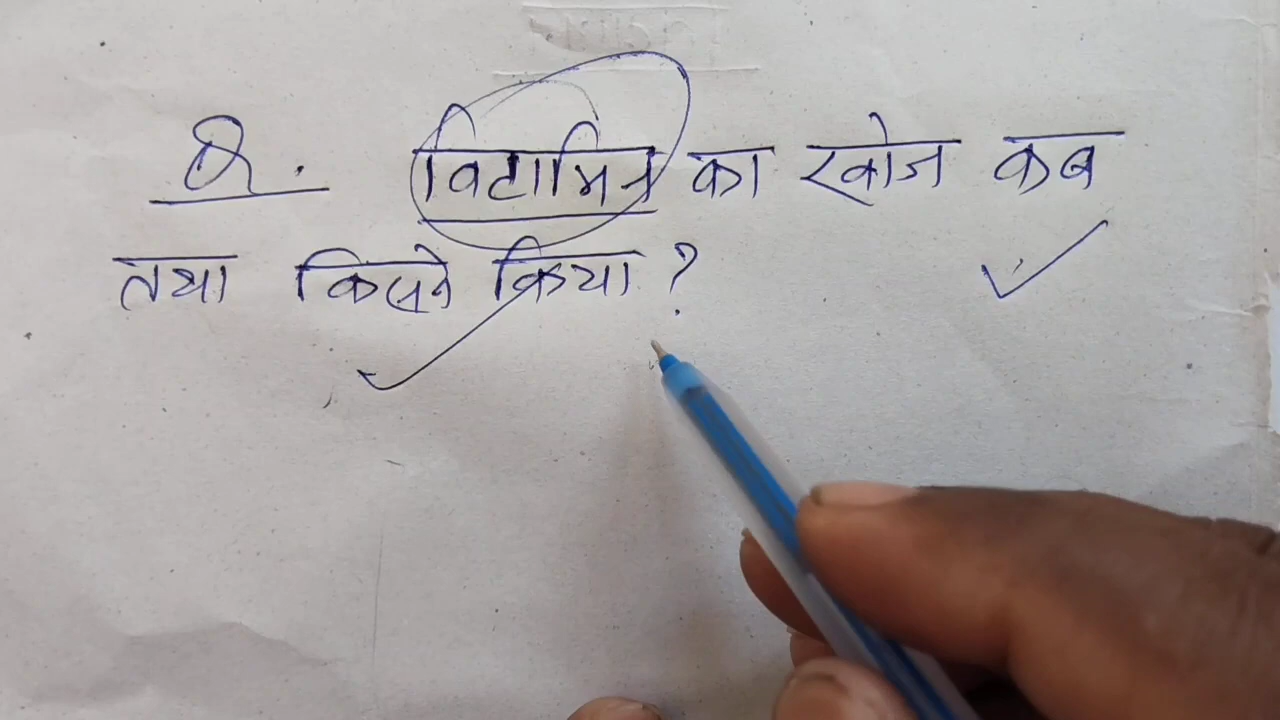 Q. विटामिन का खोज कब
तथा किसने किया ?